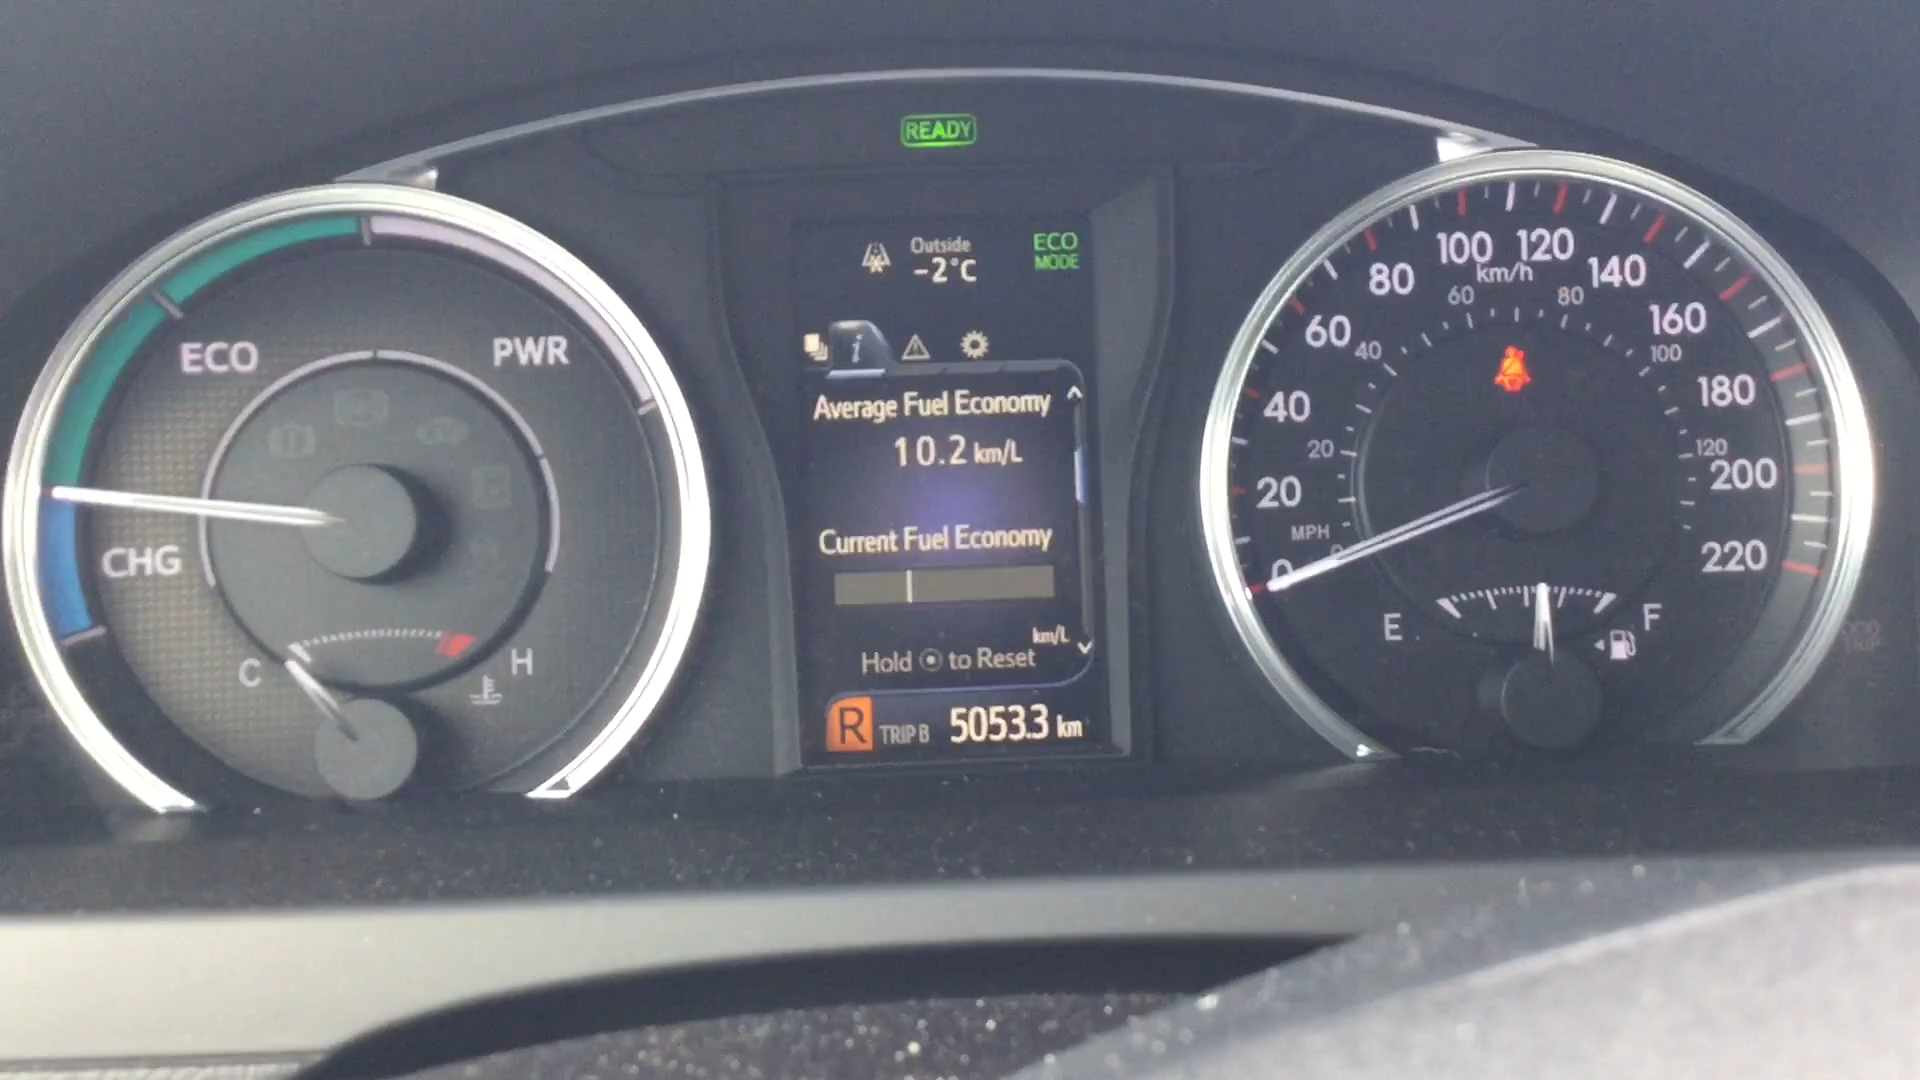 READY
Outside
-2°C
ECO
MODE
i
Average Fuel Economy
10.2 km/L
Current Fuel Economy
km/L
Hold to Reset
R TRIP B 5053.3 km
ECO
PWR
CHG
C
H
0
20
40
60
80
100
120
140
160
180
200
220
km/h
0
20
40
60
80
100
120
MPH
E
F